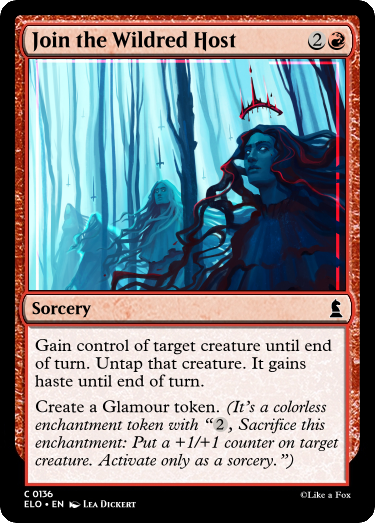 Join the Wildred Host 2
Sorcery
Gain control of target creature until end
of turn. Untap that creature. It gains
haste until end of turn.
Create a Glamour token. (It's a colorless
enchantment token with “2, Sacrifice this
enchantment: Put a +1/+1 counter on target
creature. Activate only as a sorcery.”)
C 0136
ELO • EN Lea Dickert
©Like a Fox